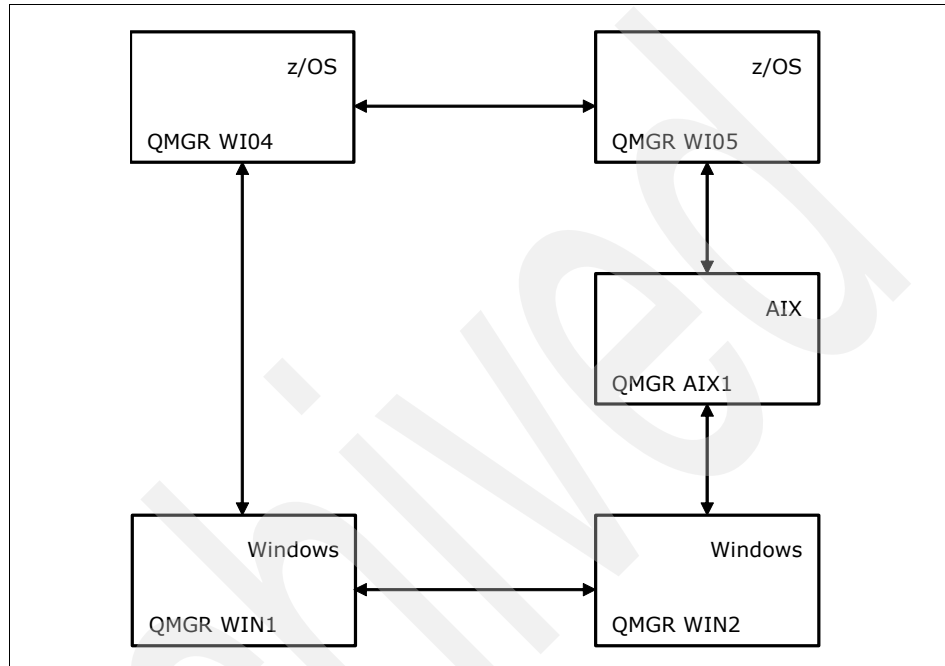 z/OS
QMGR WI04
z/OS
QMGR WI05
AIX
QMGR AIX1
Windows
QMGR WIN1
Windows
QMGR WIN2